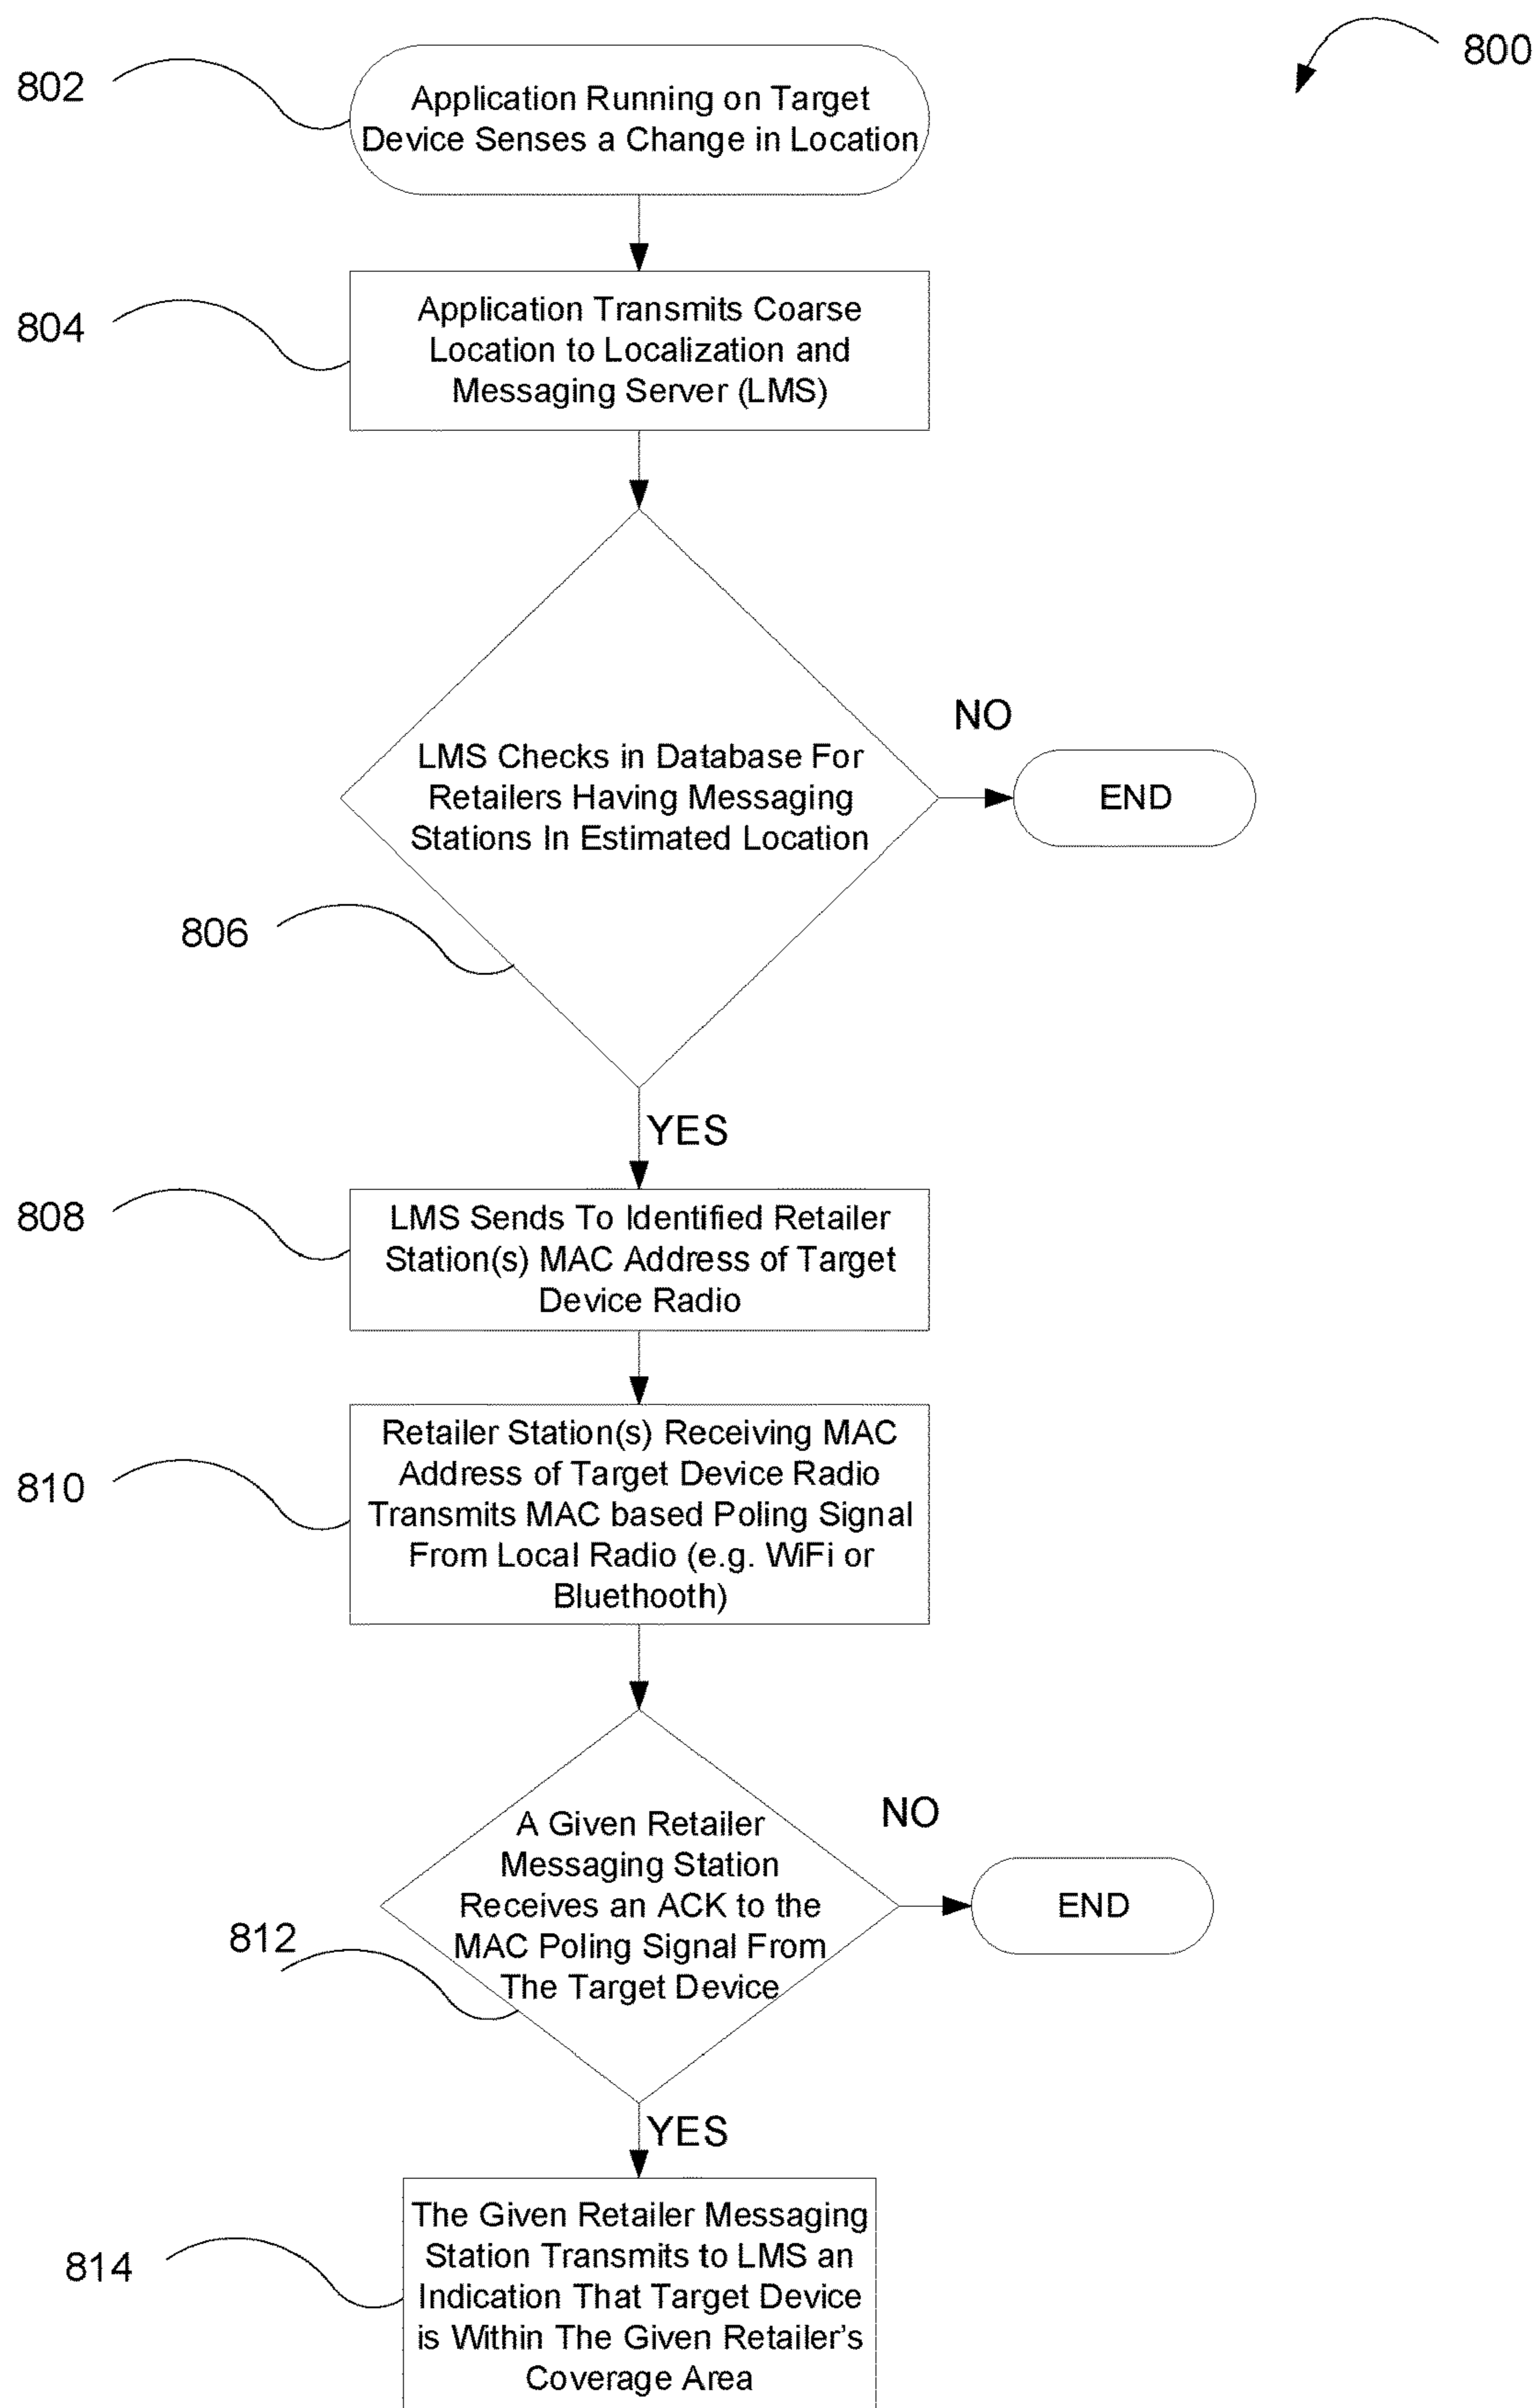 800
802
Application Running on Target
Device Senses a Change in Location
804
Application Transmits Coarse
Location to Localization and
Messaging Server (LMS)
NO
LMS Checks in Database For
Retailers Having Messaging
Stations In Estimated Location
END
806
YES
808
LMS Sends To Identified Retailer
Station(s) MAC Address of Target
Device Radio
810
Retailer Station(s) Receiving MAC
Address of Target Device Radio
Transmits MAC based Poling Signal
From Local Radio (e.g. WiFi or
Bluethooth)
NO
A Given Retailer
Messaging Station
Receives an ACK to the
MAC Poling Signal From
The Target Device
END
812
YES
814
The Given Retailer Messaging
Station Transmits to LMS an
Indication That Target Device
is Within The Given Retailer's
Coverage Area